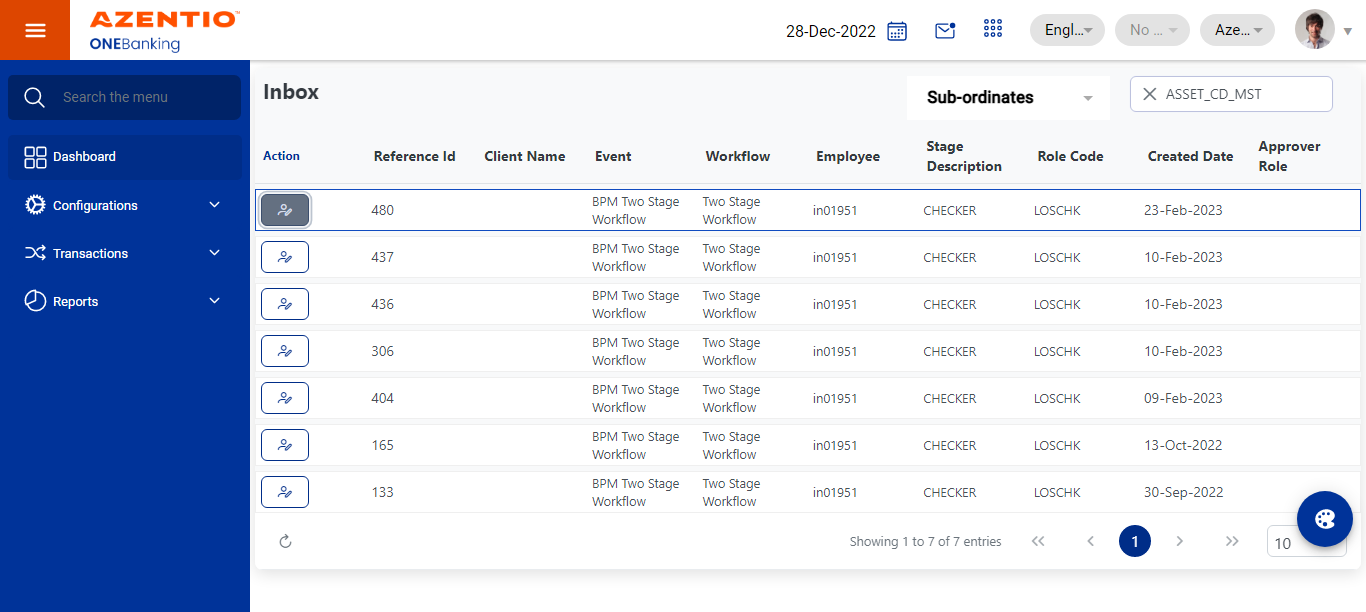 AZENTIO™
ONEBanking
28-Dec-2022
Engl...
No ...
Aze...
Search the menu
Dashboard
Configurations
Transactions
Reports
Inbox
Sub-ordinates
ASSET_CD_MST
Action Reference Id Client Name Event Workflow Employee Stage Description Role Code Created Date Approver Role
480 BPM Two Stage Workflow Two Stage Workflow in01951 CHECKER LOSCHK 23-Feb-2023
437 BPM Two Stage Workflow Two Stage Workflow in01951 CHECKER LOSCHK 10-Feb-2023
436 BPM Two Stage Workflow Two Stage Workflow in01951 CHECKER LOSCHK 10-Feb-2023
306 BPM Two Stage Workflow Two Stage Workflow in01951 CHECKER LOSCHK 10-Feb-2023
404 BPM Two Stage Workflow Two Stage Workflow in01951 CHECKER LOSCHK 09-Feb-2023
165 BPM Two Stage Workflow Two Stage Workflow in01951 CHECKER LOSCHK 13-Oct-2022
133 BPM Two Stage Workflow Two Stage Workflow in01951 CHECKER LOSCHK 30-Sep-2022
Showing 1 to 7 of 7 entries
1
10